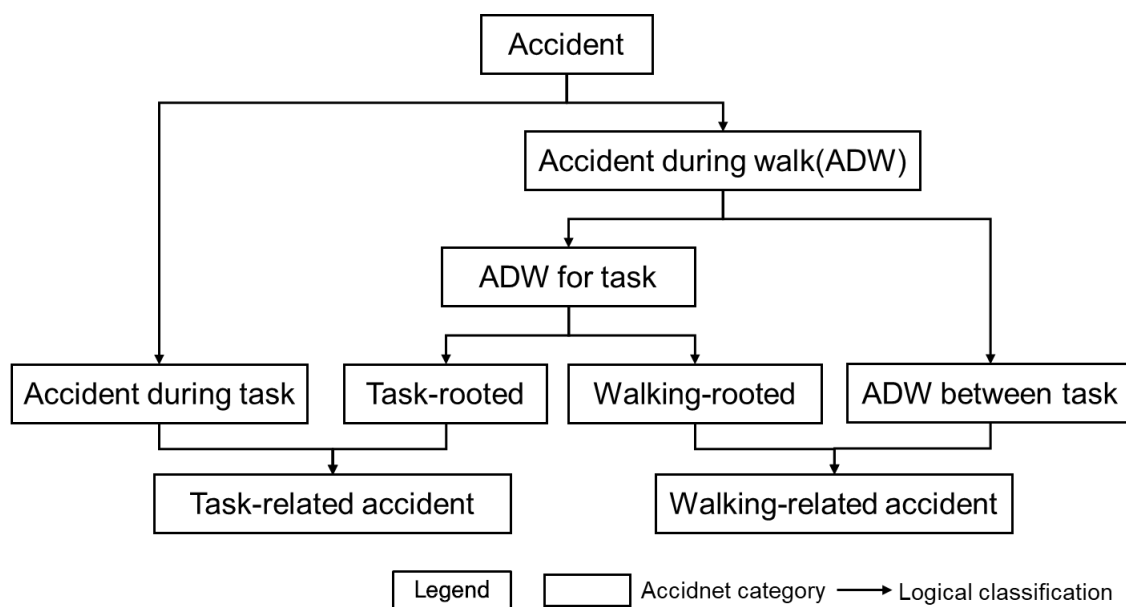 Accident
Accident during walk(ADW)
ADW for task
Accident during task
Task-rooted
Walking-rooted
ADW between task
Task-related accident
Walking-related accident
Legend
Accidnet category
Logical classification